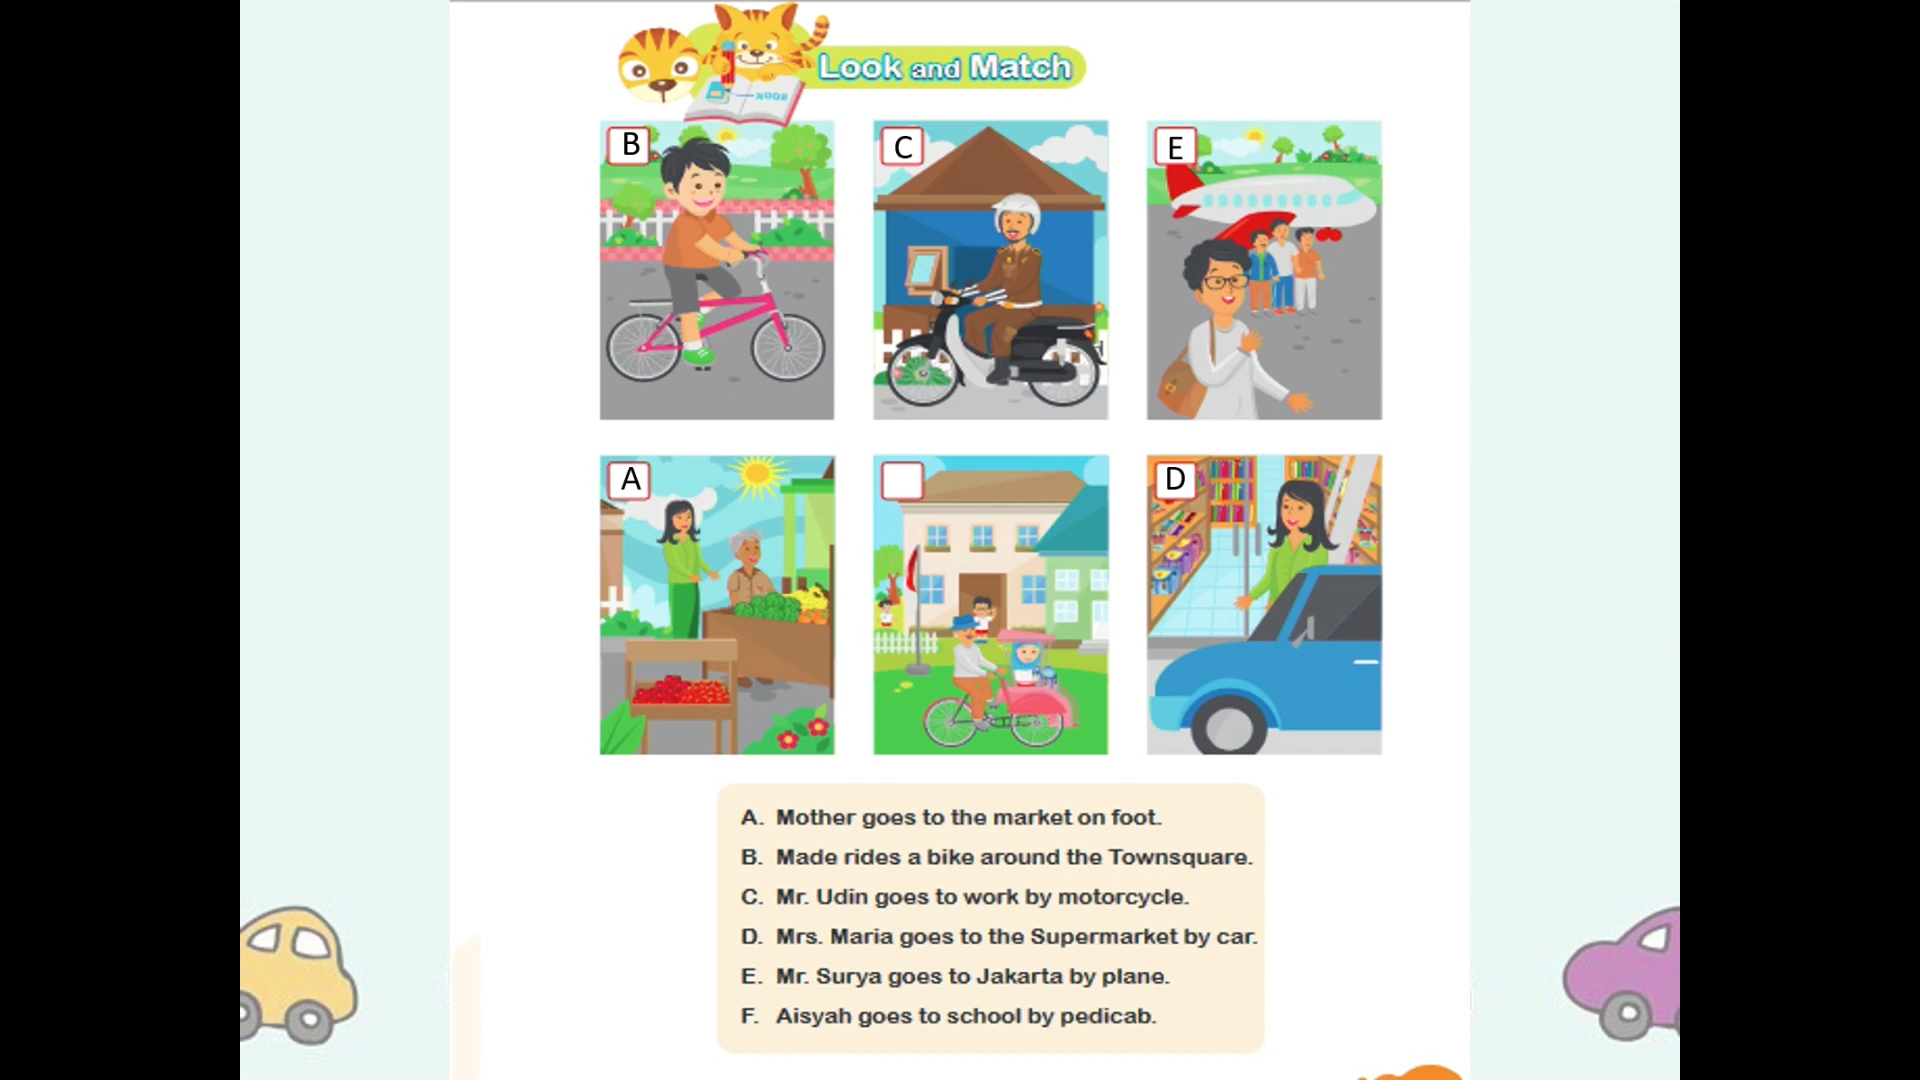 Look and Match
B
C
E
A
D
A. Mother goes to the market on foot.
B. Made rides a bike around the Townsquare.
C. Mr. Udin goes to work by motorcycle.
D. Mrs. Maria goes to the Supermarket by car.
E. Mr. Surya goes to Jakarta by plane.
F. Aisyah goes to school by pedicab.